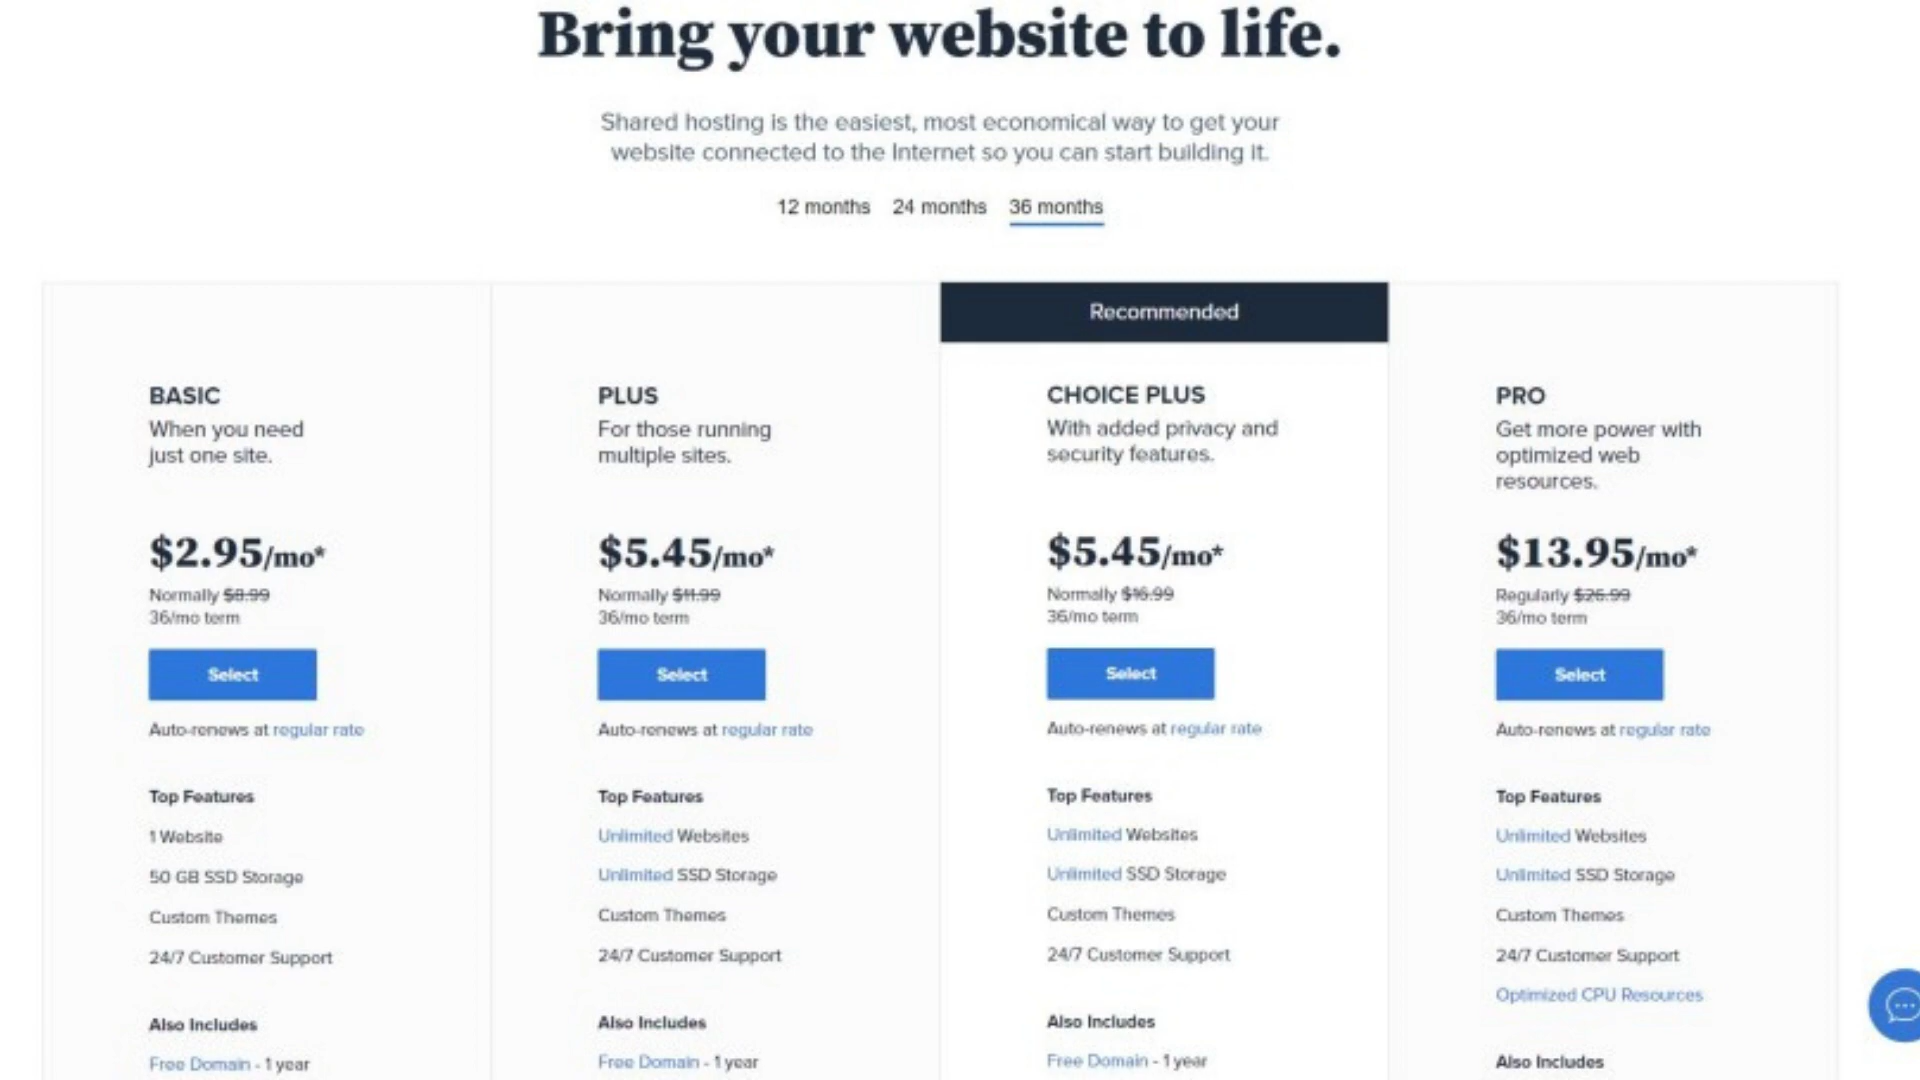 Bring your website to life.
Shared hosting is the easiest, most economical way to get your
website connected to the Internet so you can start building it.
12 months 24 months 36 months
BASIC
When you need
just one site.
$2.95/mo*
Normally $8.99
36/mo term
Select
Auto-renews at regular rate
Top Features
1 Website
50 GB SSD Storage
Custom Themes
24/7 Customer Support
Also Includes
Free Domain - 1 year
PLUS
For those running
multiple sites.
$5.45/mo*
Normally $11.99
36/mo term
Select
Auto-renews at regular rate
Top Features
Unlimited Websites
Unlimited SSD Storage
Custom Themes
24/7 Customer Support
Also Includes
Free Domain - 1 year
Recommended
CHOICE PLUS
With added privacy and
security features.
$5.45/mo*
Normally $16.99
36/mo term
Select
Auto-renews at regular rate
Top Features
Unlimited Websites
Unlimited SSD Storage
Custom Themes
24/7 Customer Support
Also Includes
Free Domain - 1 year
PRO
Get more power with
optimized web
resources.
$13.95/mo*
Regularly $26.99
36/mo term
Select
Auto-renews at regular rate
Top Features
Unlimited Websites
Unlimited SSD Storage
Custom Themes
24/7 Customer Support
Optimized CPU Resources
Also Includes